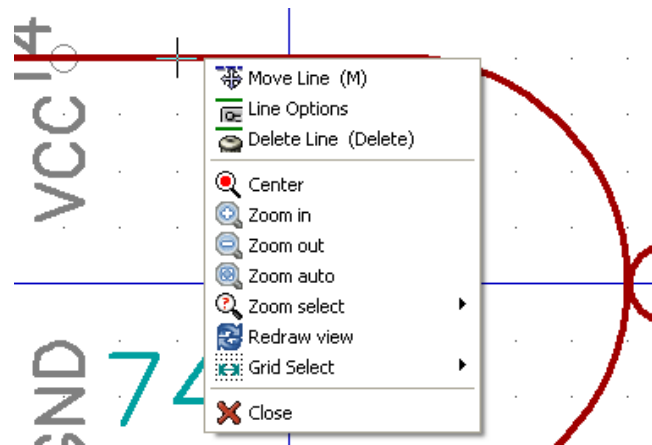 14
VCC
GND
74
Move Line (M)
Line Options
Delete Line (Delete)
Center
Zoom in
Zoom out
Zoom auto
Zoom select
Redraw view
Grid Select
Close